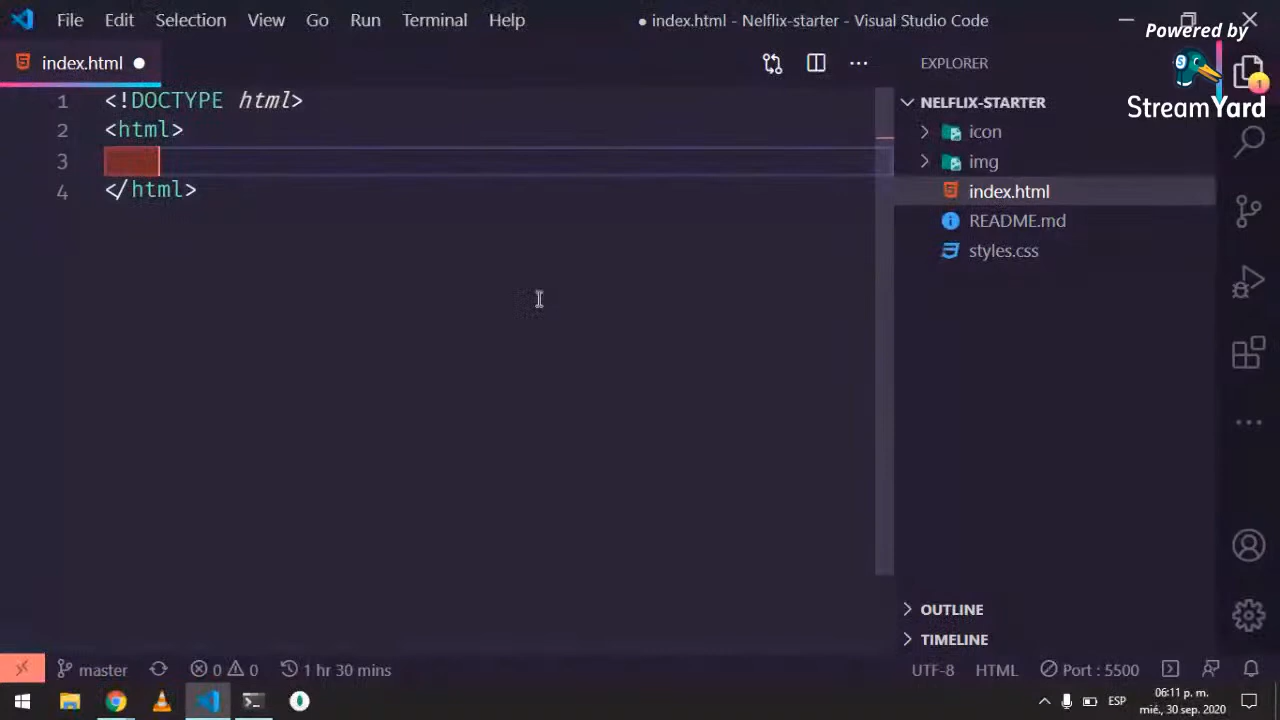 File Edit Selection View Go Run Terminal Help
● index.html - Nelflix-starter - Visual Studio Code
Powered by
StreamYard
index.html ●
EXPLORER
1 <!DOCTYPE html>
2 <html>
3
4 </html>
NELFLIX-STARTER
icon
img
index.html
README.md
styles.css
1
OUTLINE
TIMELINE
master
0 0
1 hr 30 mins
UTF-8 HTML Port : 5500
ESP
06:11 p. m.
mié., 30 sep. 2020